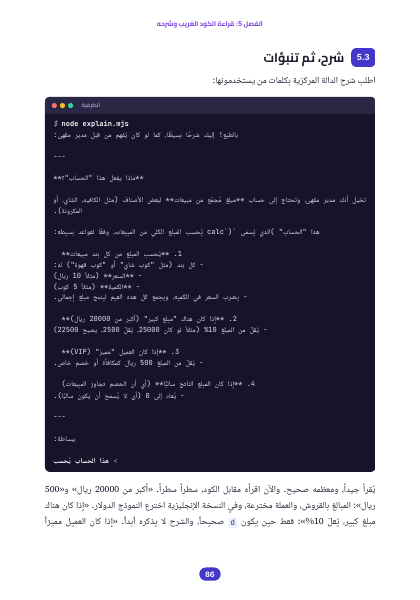 الفصل 5: قراءة الكود الغريب وشرحه
5.3 شرح، ثم تنبؤات
اطلب شرح الدالة المركزية بكلمات من يستخدمونها:
الطرفية
$ node explain.mjs
بالطبع! إليك شرحًا بسيطًا، كما لو كان يُفهم من قبل مدير مقهى:
---
**ماذا يفعل هذا "الحساب"؟**
تخيل أنك مدير مقهى، وتحتاج إلى حساب **مبلغ مُجمّع من مبيعات** لبعض الأصناف (مثل الكافيه، الشاي، أو
المكرونة).
هذا "الحساب" (الذي يُسمى `calc`) يُحسب المبلغ الكلي من المبيعات، وفقًا لقواعد بسيطة:
1. **يُحسب المبلغ من كل بند مبيعات**
- كل بند (مثل "كوب شاي" أو "كوب قهوة") له:
- **السعر** (مثلاً 10 ريال)
- **الكمية** (مثلاً 5 كوب)
- يضرب السعر في الكمية، ويجمع كل هذه القيم لينتج مبلغ إجمالي.
2. **إذا كان هناك "مبلغ كبير" (أكبر من 20000 ريال)**
- يُقلّ من المبلغ 10% (مثلاً لو كان 25000، يُقلّ 2500، يصبح 22500)
3. **إذا كان العميل "مميز" (VIP)**
- يُقلّ من المبلغ 500 ريال كمكافأة أو خصم خاص.
4. **إذا كان المبلغ الناتج سالبًا** (أي أن الخصم تجاوز المبيعات)
- يُعاد إلى 0 (أي لا يُسمح أن يكون سالبًا).
---
ببساطة:
> هذا الحساب يُحسب
يُقرأ جيداً، ومعظمه صحيح. والآن اقرأه مقابل الكود، سطراً سطراً. «أكبر من 20000 ريال» و«500
ريال»: المبالغ بالقروش، والعملة مخترعة، وفي النسخة الإنجليزية اخترع النموذج الدولار. «إذا كان هناك
مبلغ كبير، يُقلّ 10%»: فقط حين يكون d صحيحاً، والشرح لا يذكره أبداً. «إذا كان العميل مميزاً
86